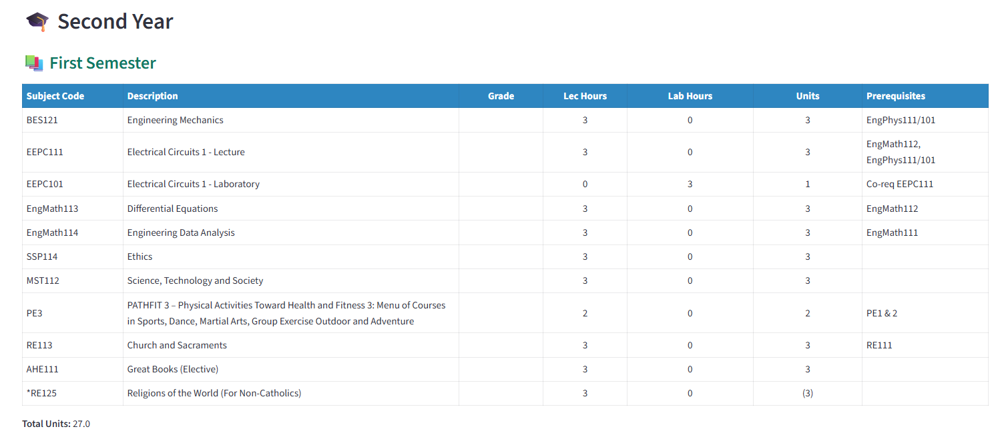 Second Year
First Semester
Subject Code Description Grade Lec Hours Lab Hours Units Prerequisites
BES121 Engineering Mechanics 3 0 3 EngPhys111/101
EEPC111 Electrical Circuits 1 - Lecture 3 0 3 EngMath112,
EngPhys111/101
EEPC101 Electrical Circuits 1 - Laboratory 0 3 1 Co-req EEPC111
EngMath113 Differential Equations 3 0 3 EngMath112
EngMath114 Engineering Data Analysis 3 0 3 EngMath111
SSP114 Ethics 3 0 3
MST112 Science, Technology and Society 3 0 3
PE3 PATHFIT 3 – Physical Activities Toward Health and Fitness 3: Menu of Courses
in Sports, Dance, Martial Arts, Group Exercise Outdoor and Adventure 2 0 2 PE1 & 2
RE113 Church and Sacraments 3 0 3 RE111
AHE111 Great Books (Elective) 3 0 3
*RE125 Religions of the World (For Non-Catholics) 3 0 (3)
Total Units: 27.0